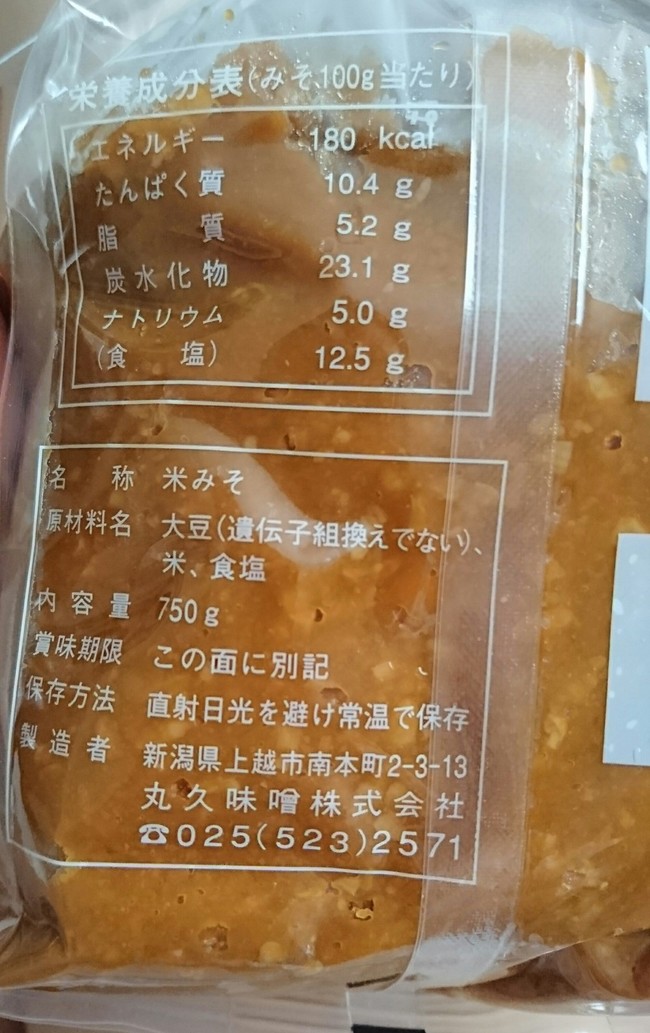 栄養成分表(みそ100g当たり)
エネルギー 180 kcal
たんぱく質 10.4 g
脂質 5.2 g
炭水化物 23.1 g
ナトリウム 5.0 g
(食塩) 12.5 g
名称 米みそ
原材料名 大豆(遺伝子組換えでない)、
米、食塩
内容量 750g
賞味期限 この面に別記
保存方法 直射日光を避け常温で保存
製造者 新潟県上越市南本町2-3-13
丸久味噌株式会社
☎025(523)2571